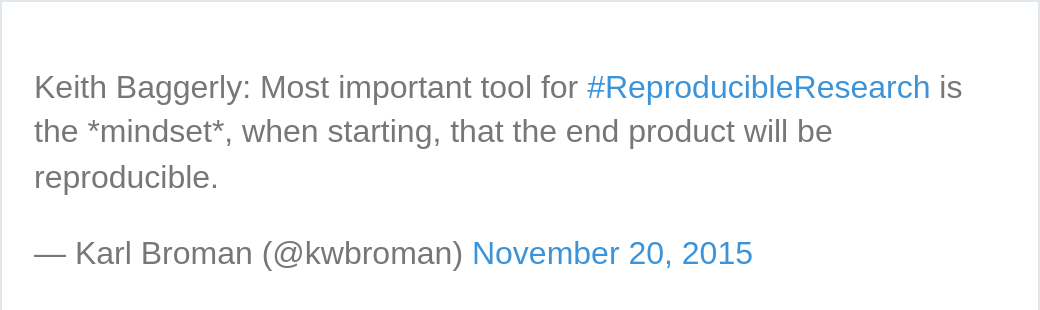 Keith Baggerly: Most important tool for #ReproducibleResearch is
the *mindset*, when starting, that the end product will be
reproducible.
— Karl Broman (@kwbroman) November 20, 2015